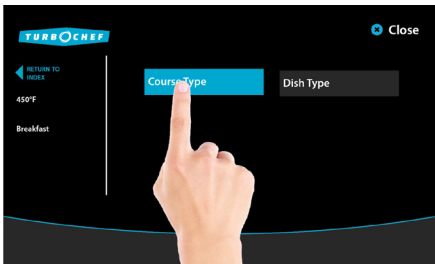 TURBOCHEF
Close
RETURN TO
INDEX
450°F
Breakfast
Course Type
Dish Type